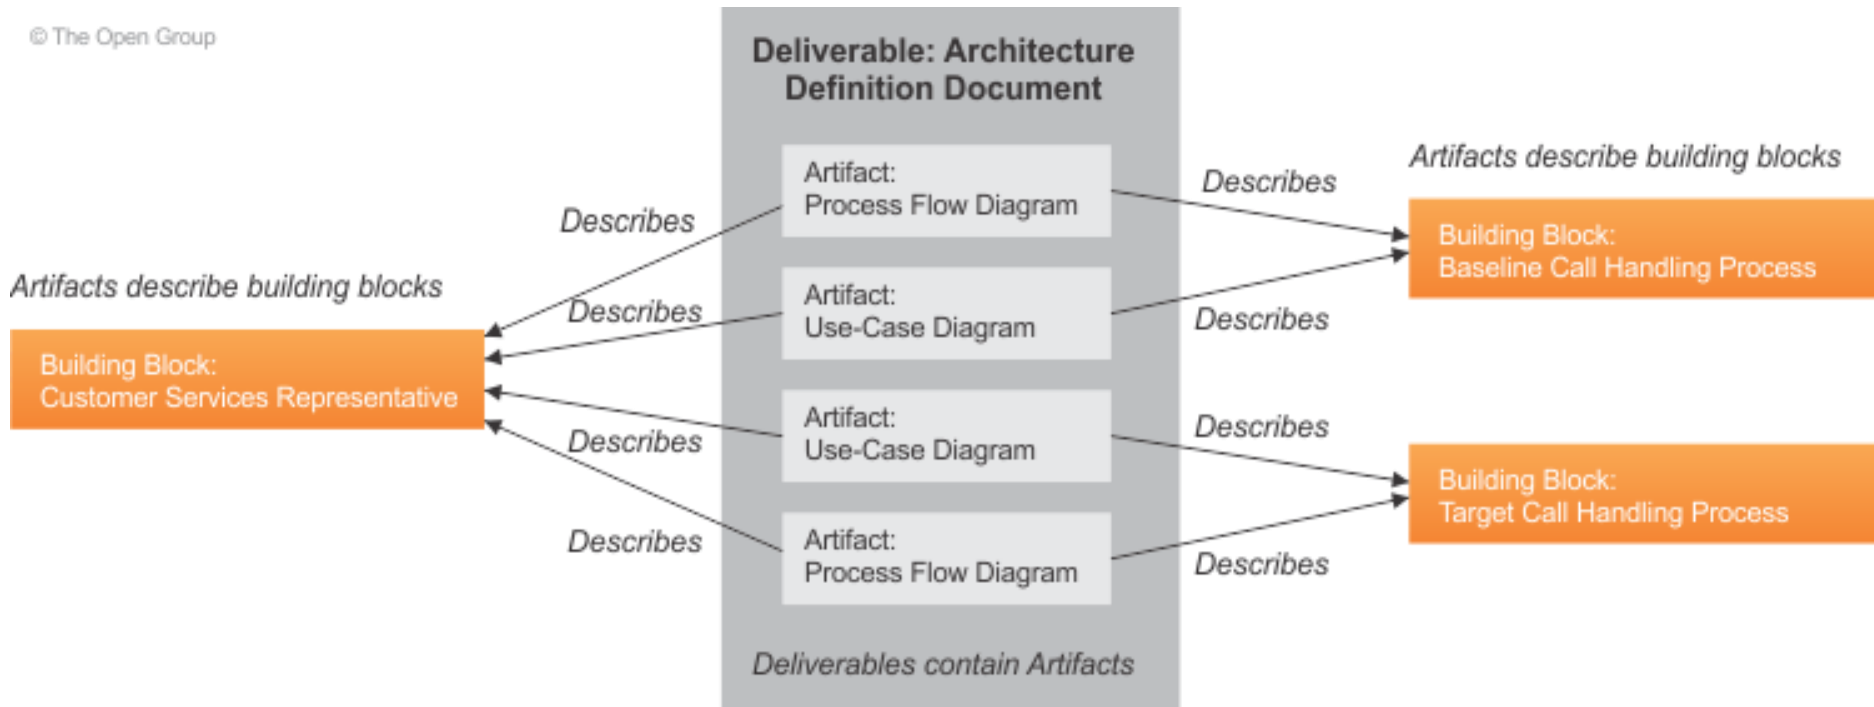 © The Open Group
Deliverable: Architecture
Definition Document
Artifact:
Process Flow Diagram
Artifact:
Use-Case Diagram
Artifact:
Use-Case Diagram
Artifact:
Process Flow Diagram
Deliverables contain Artifacts
Describes
Describes
Describes
Describes
Artifacts describe building blocks
Building Block:
Customer Services Representative
Describes
Describes
Describes
Describes
Artifacts describe building blocks
Building Block:
Baseline Call Handling Process
Building Block:
Target Call Handling Process